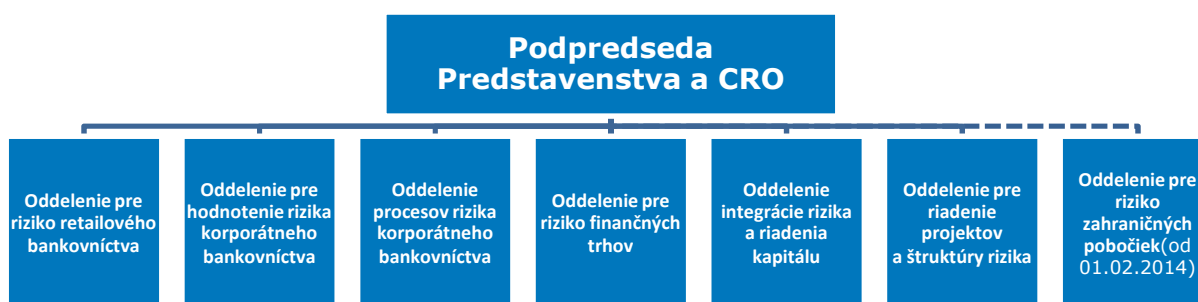 Podpredseda
Predstavenstva a CRO
Oddelenie pre
riziko retailového
bankovníctva
Oddelenie pre
hodnotenie rizika
korporátneho
bankovníctva
Oddelenie
procesov rizika
korporátneho
bankovníctva
Oddelenie pre
riziko finančných
trhov
Oddelenie
integrácie rizika
a riadenia
kapitálu
Oddelenie pre
riadenie
projektov
a štruktúry rizika
Oddelenie pre
riziko
zahraničných
pobočiek(od
01.02.2014)